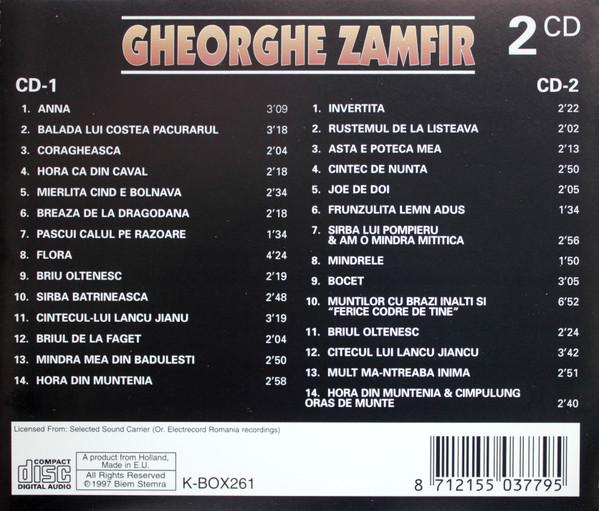 GHEORGHE ZAMFIR
2 CD
CD-1
1. ANNA 3'09
2. BALADA LUI COSTEA PACURARUL 3'18
3. CORAGHEASCA 2'04
4. HORA CA DIN CAVAL 2'18
5. MIERLITA CIND E BOLNAVA 2'34
6. BREAZA DE LA DRAGODANA 2'18
7. PASCUI CALUL PE RAZOARE 1'34
8. FLORA 4'24
9. BRIU OLTENESC 2'19
10. SIRBA BATRINEASCA 2'48
11. CINTECUL-LUI LANCU JIANU 3'19
12. BRIUL DE LA FAGET 2'04
13. MINDRA MEA DIN BADULESTI 2'50
14. HORA DIN MUNTENIA 2'58
CD-2
1. INVERTITA 2'22
2. RUSTEMUL DE LA LISTEAVA 2'02
3. ASTA E POTECA MEA 2'13
4. CINTEC DE NUNTA 2'50
5. JOE DE DOI 2'05
6. FRUNZULITA LEMN ADUS 1'34
7. SIRBA LUI POMPIERU
& AM O MINDRA MITITICA 2'56
8. MINDRELE 1'50
9. BOCET 3'05
10. MUNTILOR CU BRAZI INALTI SI 6'52
"FERICE CODRE DE TINE"
11. BRIUL OLTENESC 2'24
12. CITECUL LUI LANCU JIANCU 3'42
13. MULT MA-NTREABA INIMA 2'51
14. HORA DIN MUNTENIA & CIMPULUNG
ORAS DE MUNTE 2'40
Licensed From: Selected Sound Carrier (Or. Electrecord Romania recordings)
COMPACT
disc
DIGITAL AUDIO
A product from Holland,
Made in E.U.
All Rights Reserved
©1997 Biem Stemra
K-BOX261
8 712155 037795